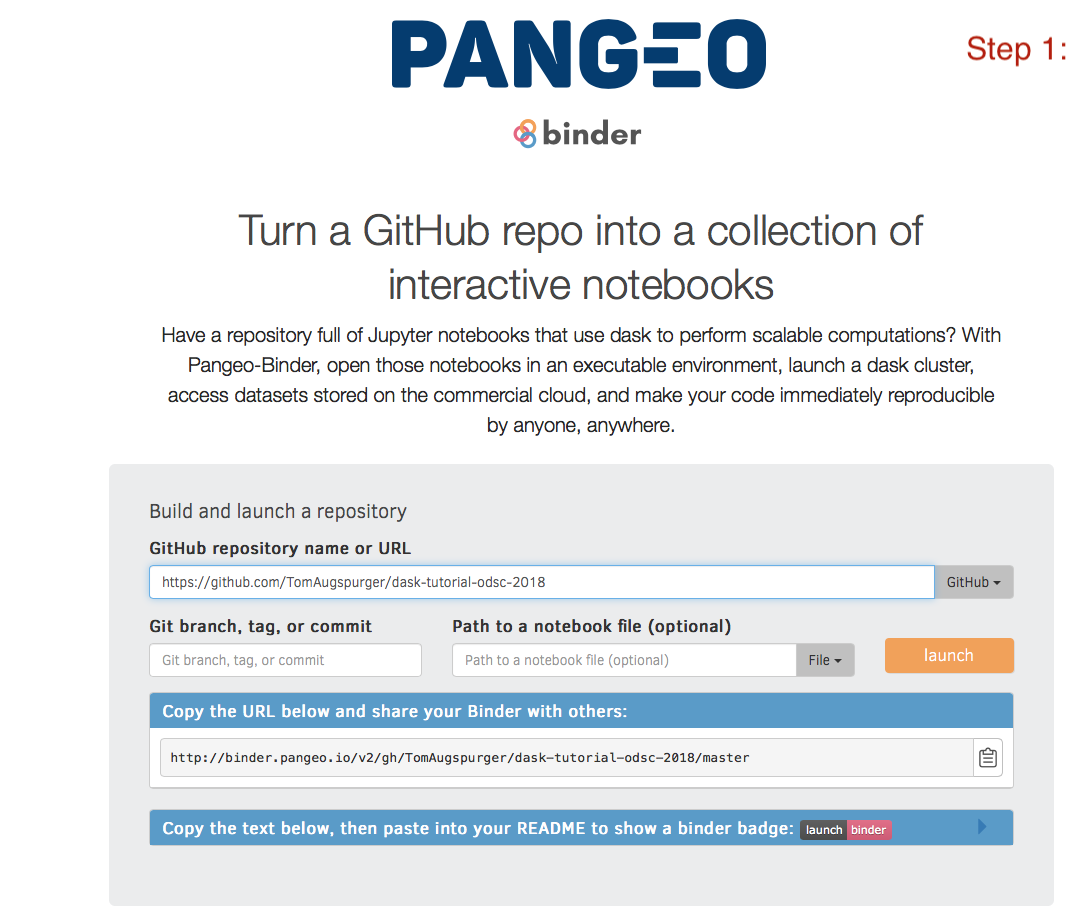 PANGEO
Step 1:
binder
Turn a GitHub repo into a collection of
interactive notebooks
Have a repository full of Jupyter notebooks that use dask to perform scalable computations? With
Pangeo-Binder, open those notebooks in an executable environment, launch a dask cluster,
access datasets stored on the commercial cloud, and make your code immediately reproducible
by anyone, anywhere.
Build and launch a repository
GitHub repository name or URL
https://github.com/TomAugspurger/dask-tutorial-odsc-2018 GitHub
Git branch, tag, or commit Path to a notebook file (optional)
Git branch, tag, or commit Path to a notebook file (optional) File launch
Copy the URL below and share your Binder with others:
http://binder.pangeo.io/v2/gh/TomAugspurger/dask-tutorial-odsc-2018/master
Copy the text below, then paste into your README to show a binder badge: launch binder